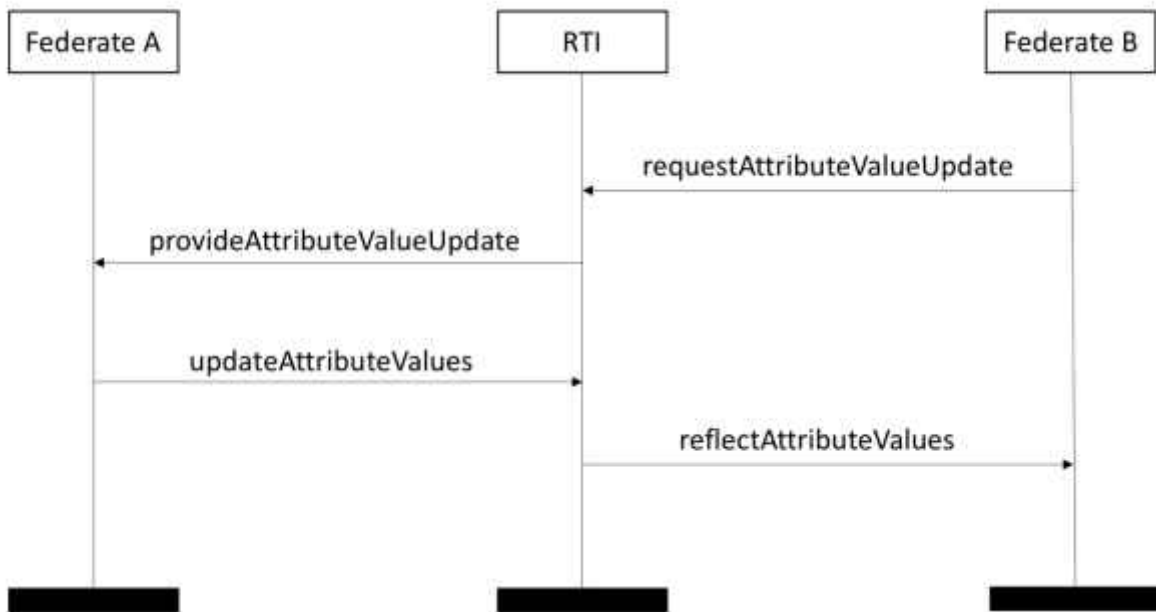 Federate A
RTI
Federate B
requestAttributeValueUpdate
provideAttributeValueUpdate
updateAttributeValues
reflectAttributeValues